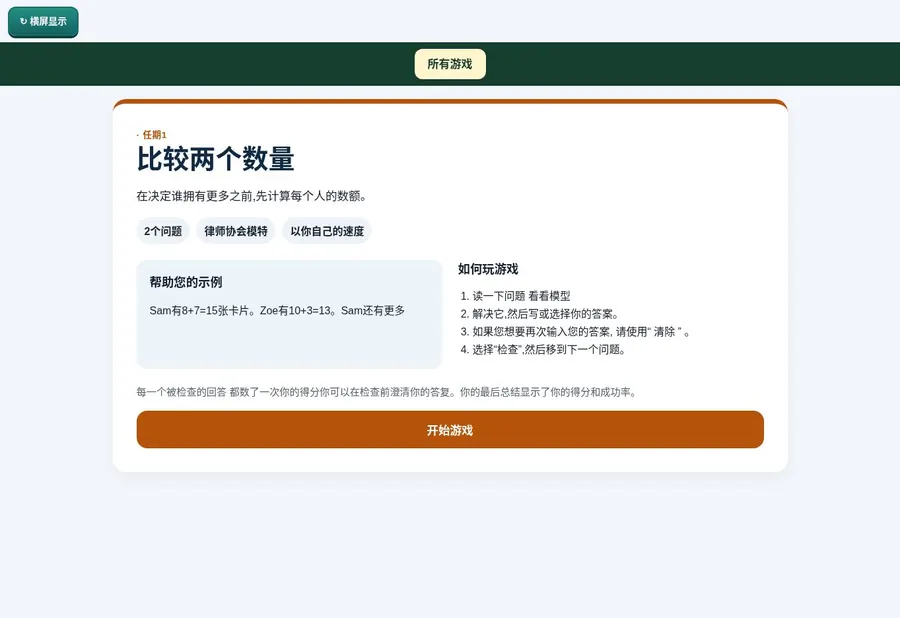 ↻ 横屏显示
所有游戏
· 任期1
比较两个数量
在决定谁拥有更多之前,先计算每个人的数额。
2个问题
律师协会模特
以你自己的速度
帮助您的示例
Sam有8+7=15张卡片。Zoe有10+3=13。Sam还有更多
如何玩游戏
1. 读一下问题 看看模型
2. 解决它,然后写或选择你的答案。
3. 如果您想要再次输入您的答案, 请使用“ 清除 ” 。
4. 选择“检查”,然后移到下一个问题。
每一个被检查的回答 都数了一次你的得分你可以在检查前澄清你的答复。你的最后总结显示了你的得分和成功率。
开始游戏